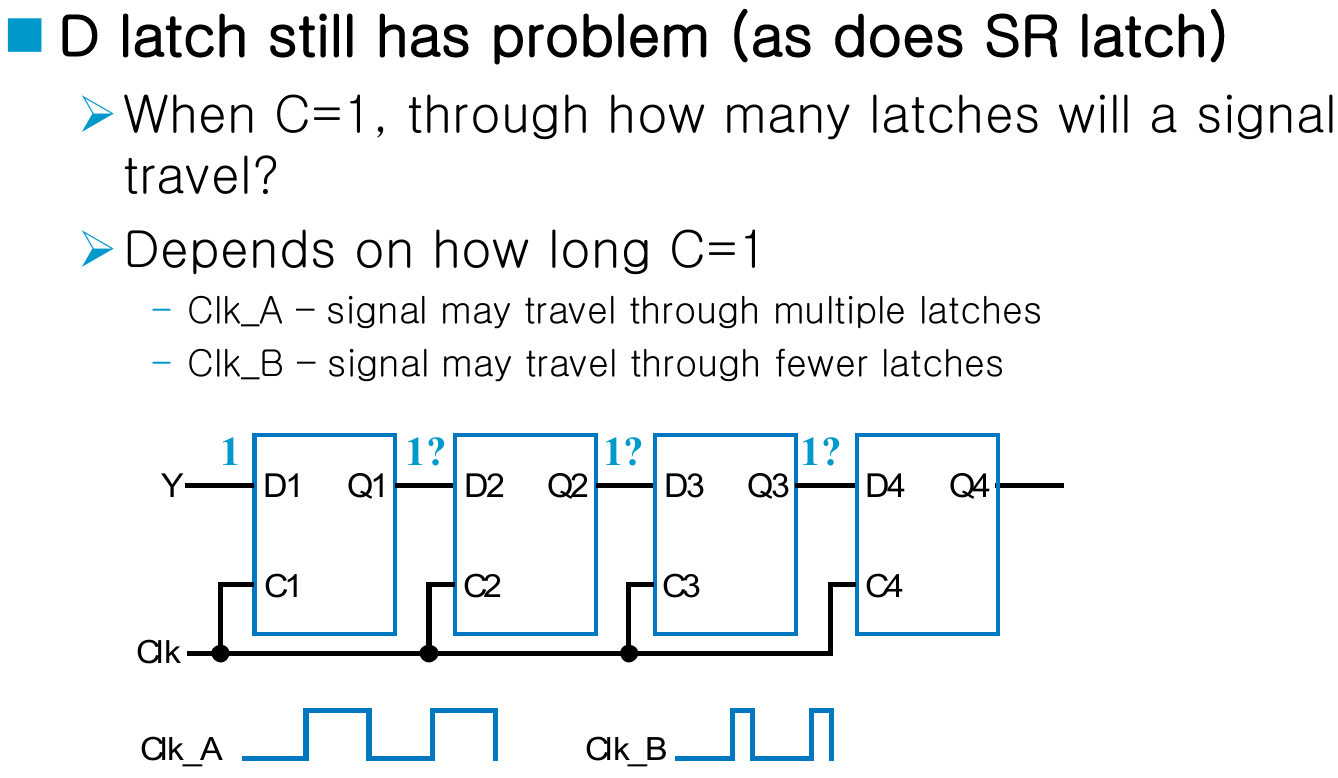 D latch still has problem (as does SR latch)
When C=1, through how many latches will a signal
travel?
Depends on how long C=1
– Clk_A – signal may travel through multiple latches
– Clk_B – signal may travel through fewer latches
1 1? 1? 1?
Y D1 Q1 D2 Q2 D3 Q3 D4 Q4
C1 C2 C3 C4
Clk
Clk_A Clk_B